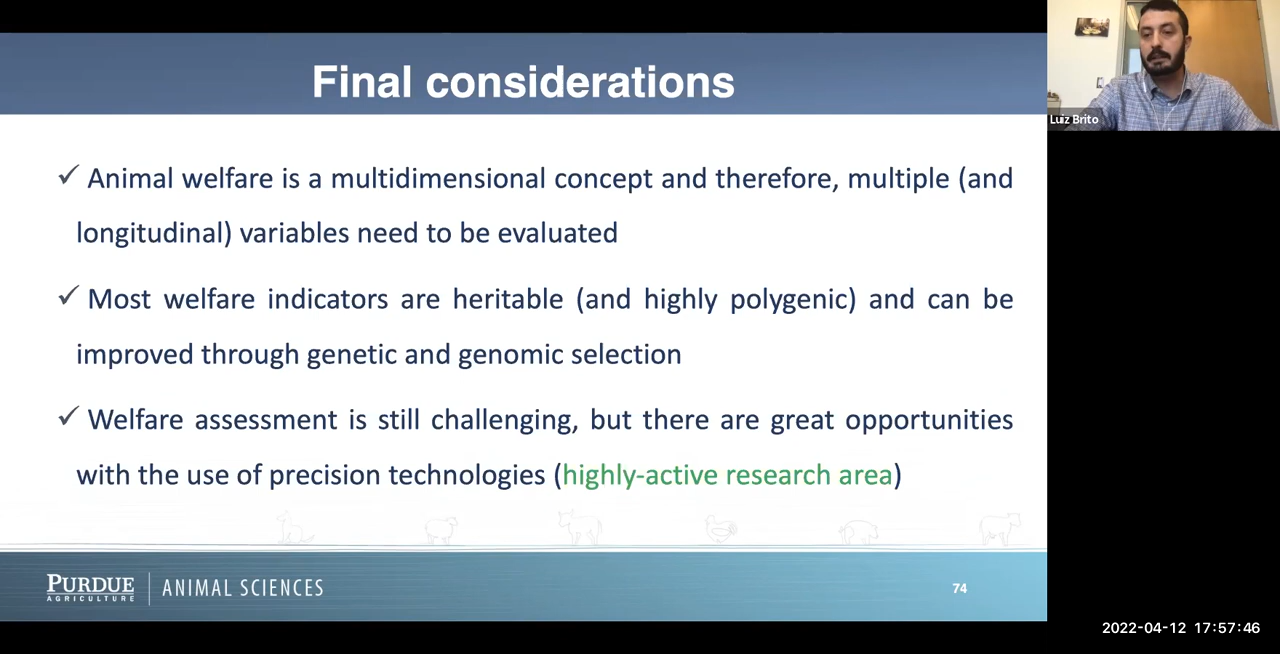 Final considerations
Luiz Brito
✓ Animal welfare is a multidimensional concept and therefore, multiple (and
longitudinal) variables need to be evaluated
✓ Most welfare indicators are heritable (and highly polygenic) and can be
improved through genetic and genomic selection
✓ Welfare assessment is still challenging, but there are great opportunities
with the use of precision technologies (highly-active research area)
PURDUE
AGRICULTURE
ANIMAL SCIENCES
74
2022-04-12 17:57:46